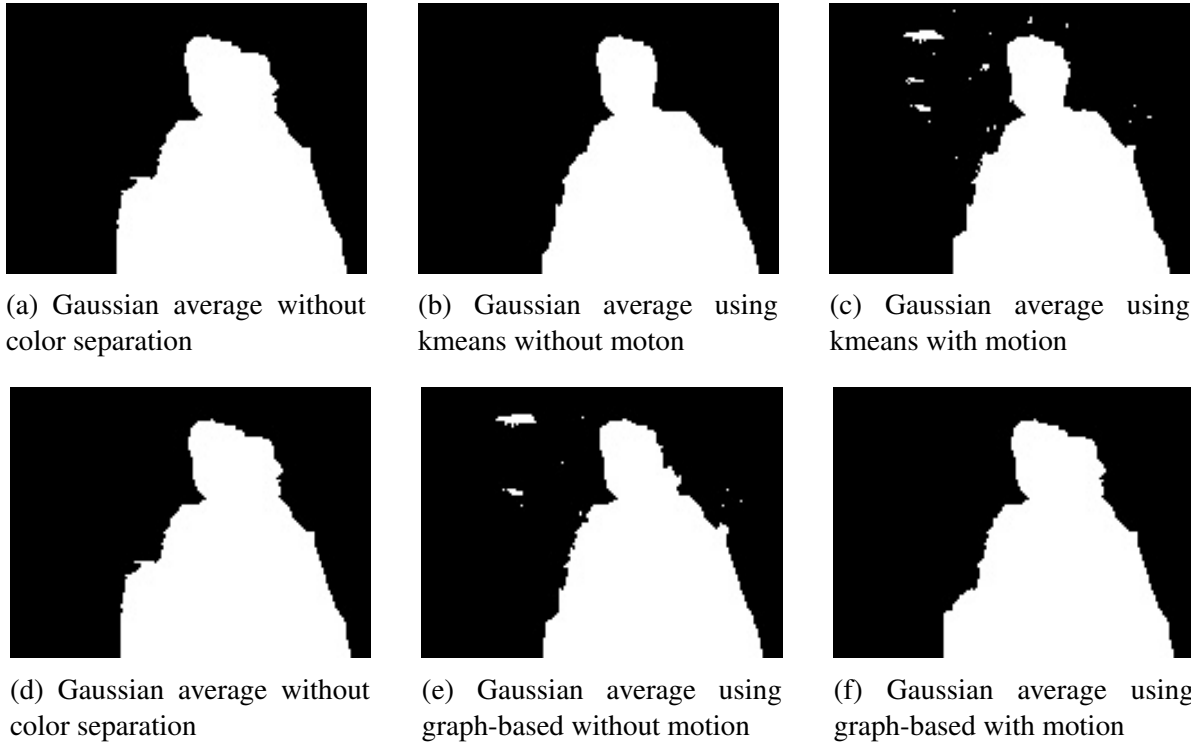 (a) Gaussian average without
color separation
(b) Gaussian average using
kmeans without moton
(c) Gaussian average using
kmeans with motion
(d) Gaussian average without
color separation
(e) Gaussian average using
graph-based without motion
(f) Gaussian average using
graph-based with motion